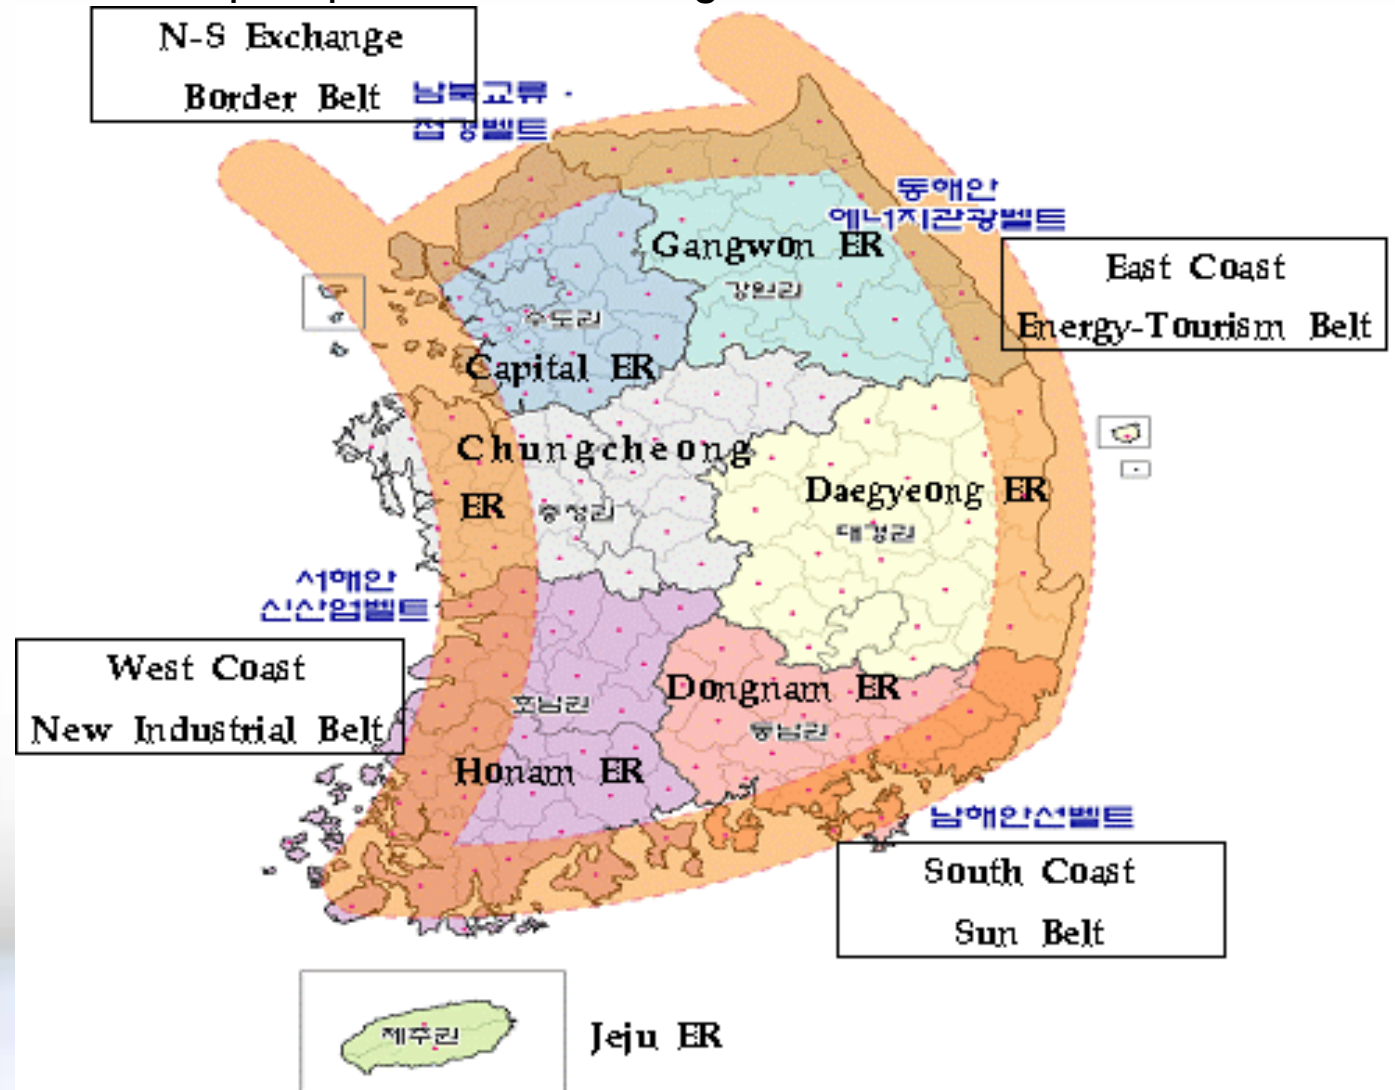 N-S Exchange
Border Belt
남북교류 ·
접경벨트
동해안
에너지관광벨트
East Coast
Energy-Tourism Belt
Gangwon ER
강원권
수도권
Capital ER
Chungcheong
ER
충청권
Daegyeong ER
대경권
서해안
신산업벨트
West Coast
New Industrial Belt
Dongnam ER
동남권
호남권
Honam ER
남해안선벨트
South Coast
Sun Belt
제주권
Jeju ER